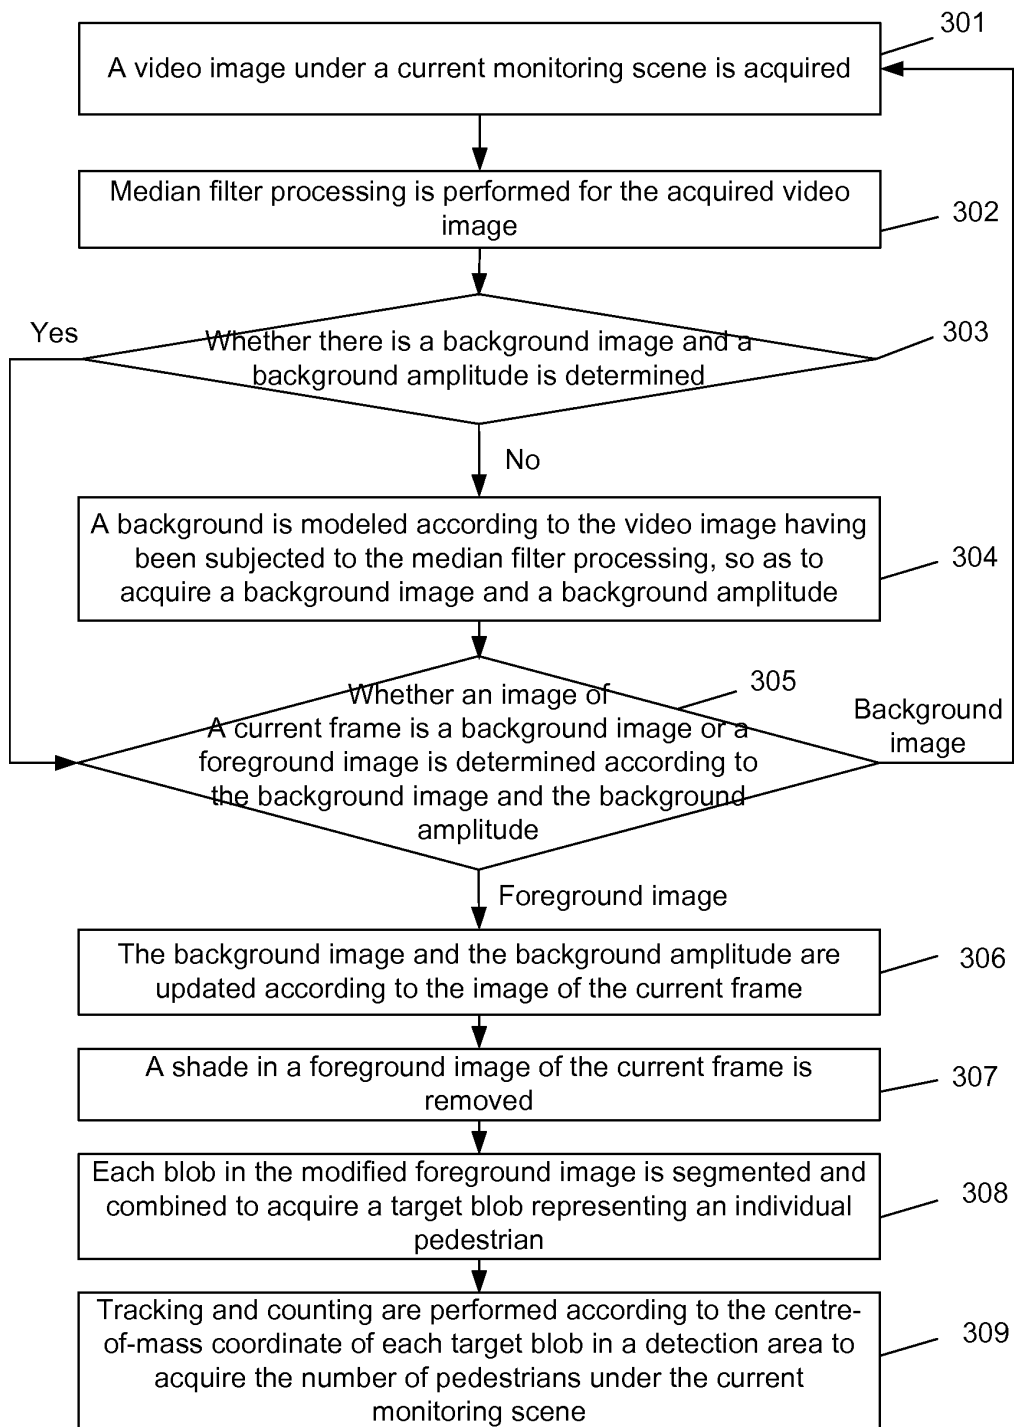 301
A video image under a current monitoring scene is acquired
Median filter processing is performed for the acquired video
image
302
Yes
Whether there is a background image and a
background amplitude is determined
303
No
A background is modeled according to the video image having
been subjected to the median filter processing, so as to
acquire a background image and a background amplitude
304
Whether an image of
A current frame is a background image or a
foreground image is determined according to
the background image and the background
amplitude
305
Background
image
Foreground image
The background image and the background amplitude are
updated according to the image of the current frame
306
A shade in a foreground image of the current frame is
removed
307
Each blob in the modified foreground image is segmented and
combined to acquire a target blob representing an individual
pedestrian
308
Tracking and counting are performed according to the centre-
of-mass coordinate of each target blob in a detection area to
acquire the number of pedestrians under the current
monitoring scene
309